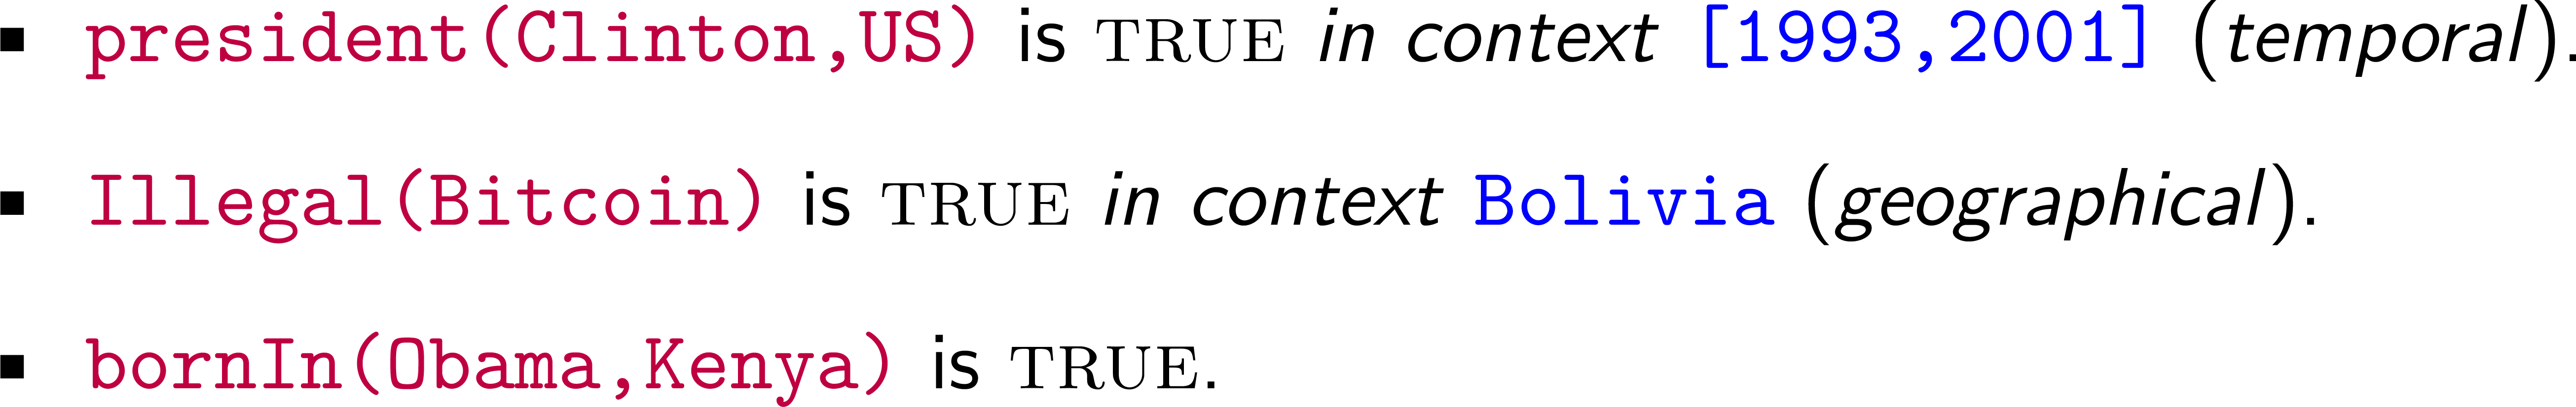 ▪ president(Clinton,US) is TRUE in context [1993,2001] (temporal).
▪ Illegal(Bitcoin) is TRUE in context Bolivia (geographical).
▪ bornIn(Obama,Kenya) is TRUE.